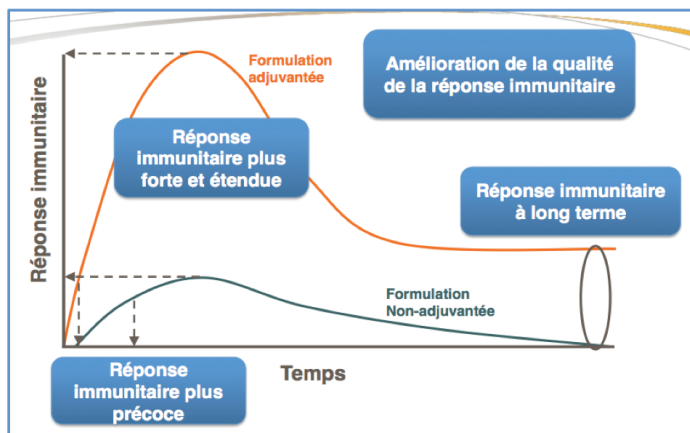 Formulation
adjuvantée
Amélioration de la qualité
de la réponse immunitaire
Réponse immunitaire
Réponse
immunitaire plus
forte et étendue
Réponse immunitaire
à long terme
Formulation
Non-adjuvantée
Réponse
immunitaire plus
précoce
Temps